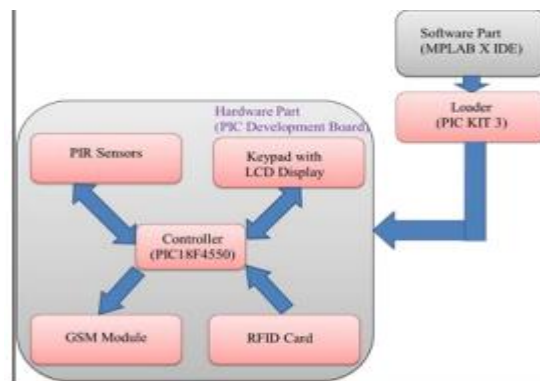 Software Part
(MPLAB X IDE)
Loader
(PIC KIT 3)
Hardware Part
(PIC Development Board)
PIR Sensors
Keypad with
LCD Display
Controller
(PIC18F4550)
GSM Module
RFID Card